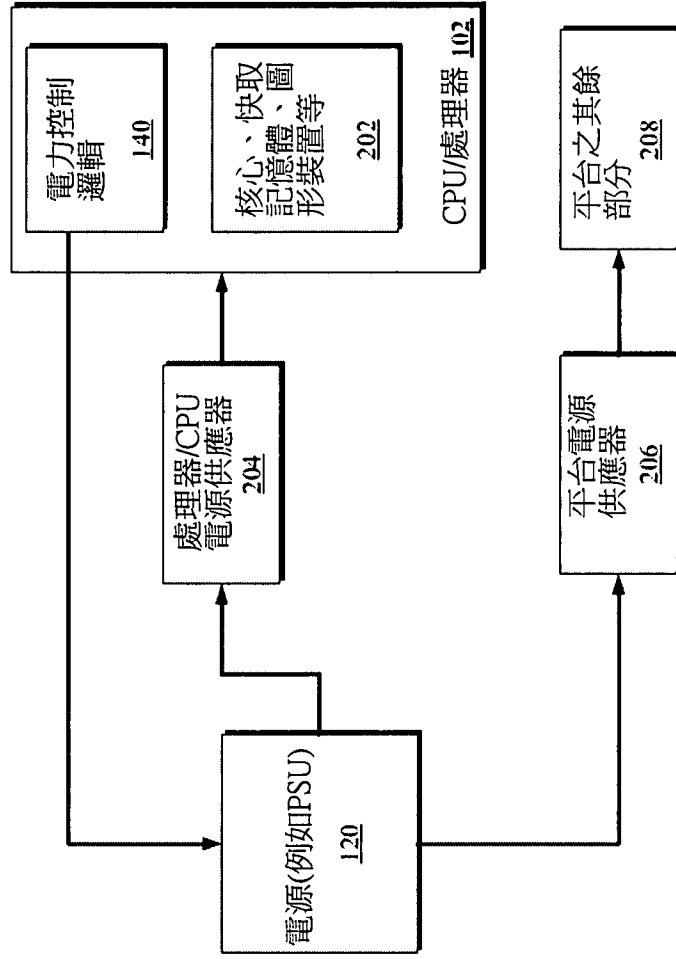 電源(例如PSU)
120
處理器/CPU
電源供應器
204
平台電源
供應器
206
電力控制
邏輯
140
核心、快取
記憶體、圖
形裝置等
202
CPU/處理器
102
平台之其餘
部分
208